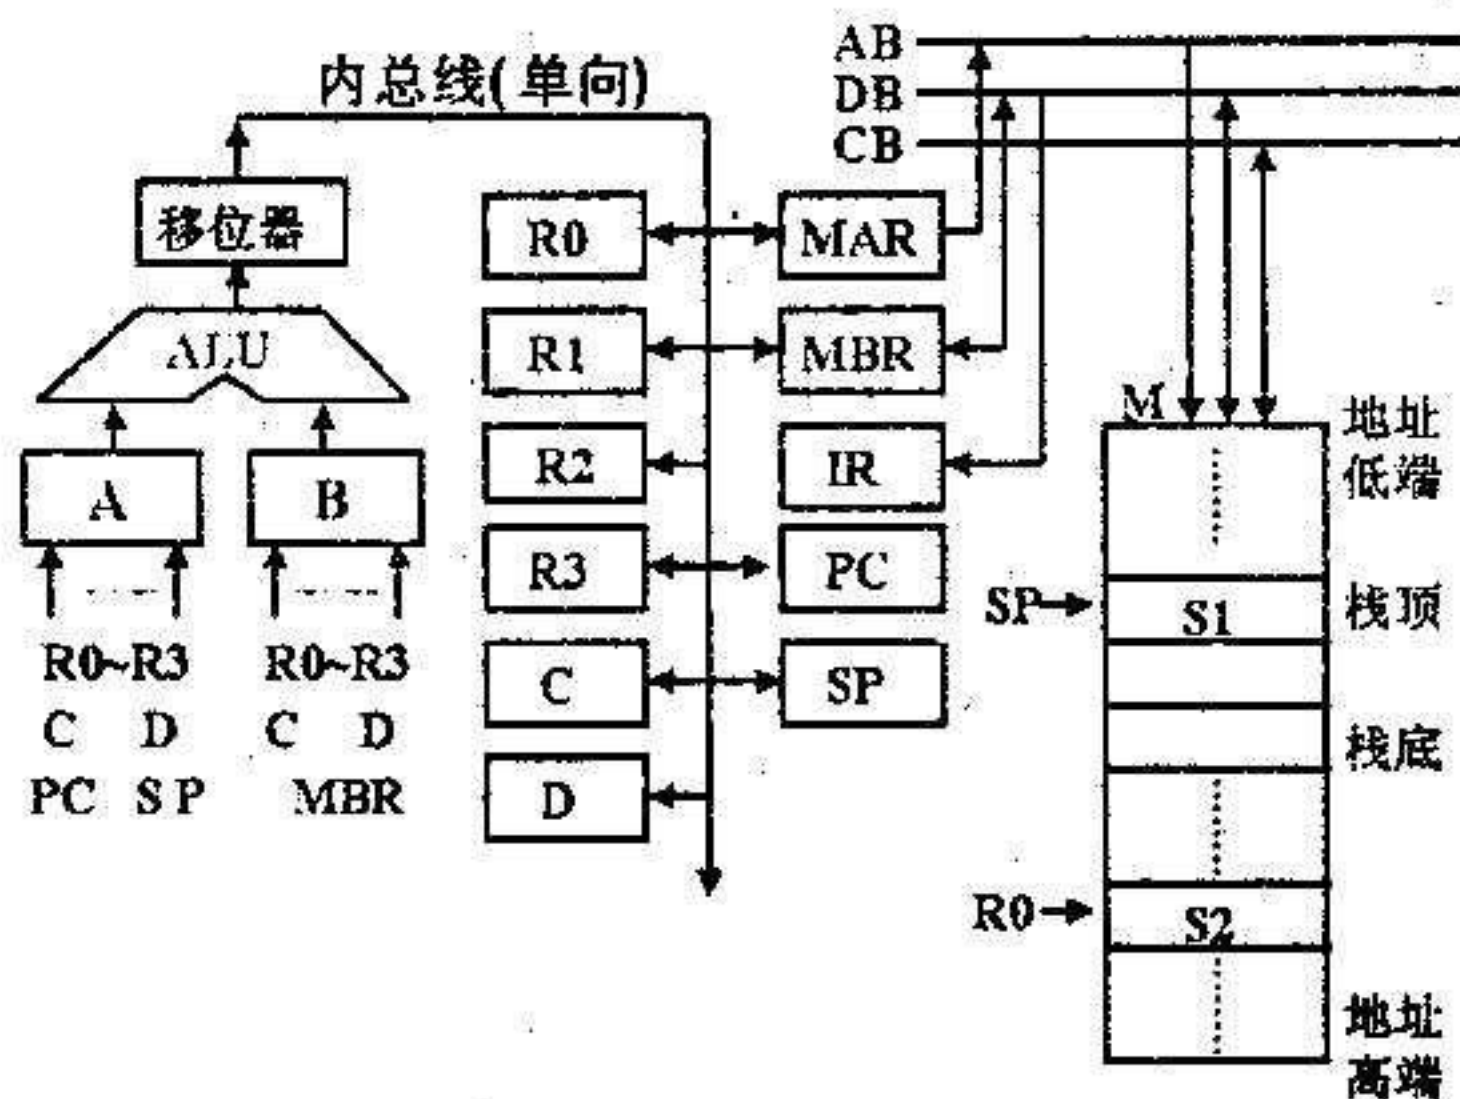 内总线(单向)
移位器
ALU
A
B
R0~R3
C D
PC SP
R0~R3
C D
MBR
R0
R1
R2
R3
C
D
MAR
MBR
IR
PC
SP
AB
DB
CB
M
地址
低端
SP
S1
栈顶
栈底
R0
S2
地址
高端